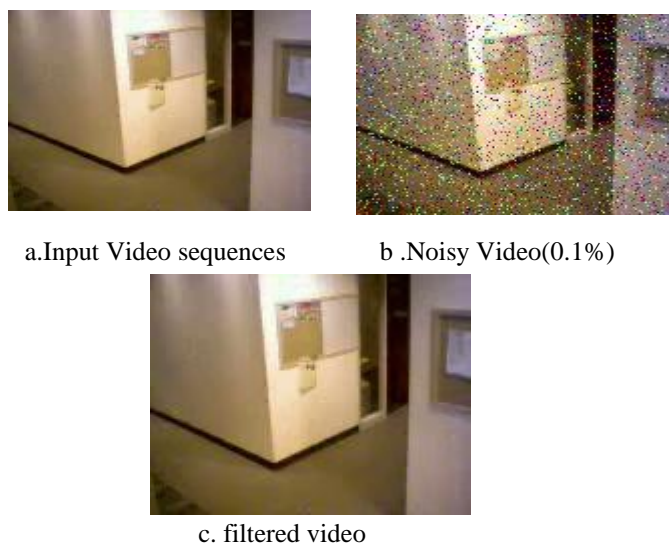 a.Input Video sequences
b .Noisy Video(0.1%)
c. filtered video